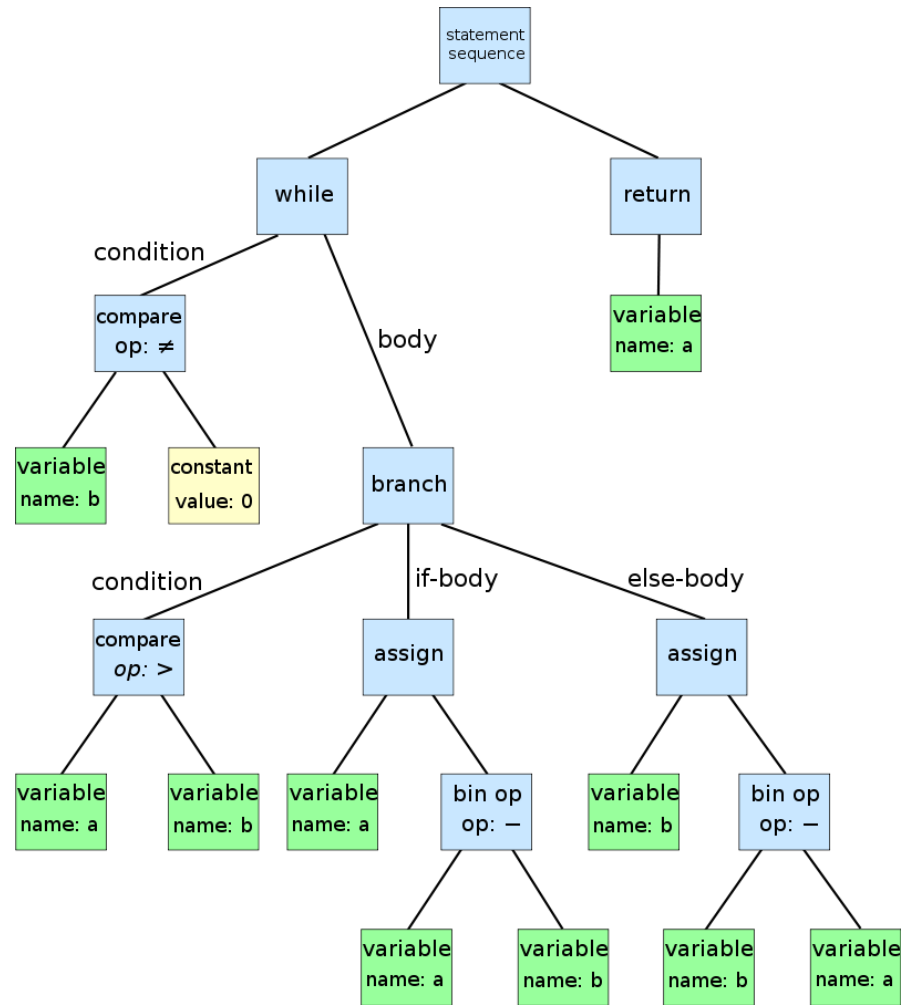 statement
sequence
while
return
condition
compare
op: ≠
body
variable
name: a
variable
name: b
constant
value: 0
branch
condition
if-body
else-body
compare
op: >
assign
assign
variable
name: a
variable
name: b
variable
name: a
bin op
op: −
variable
name: b
bin op
op: −
variable
name: a
variable
name: b
variable
name: b
variable
name: a